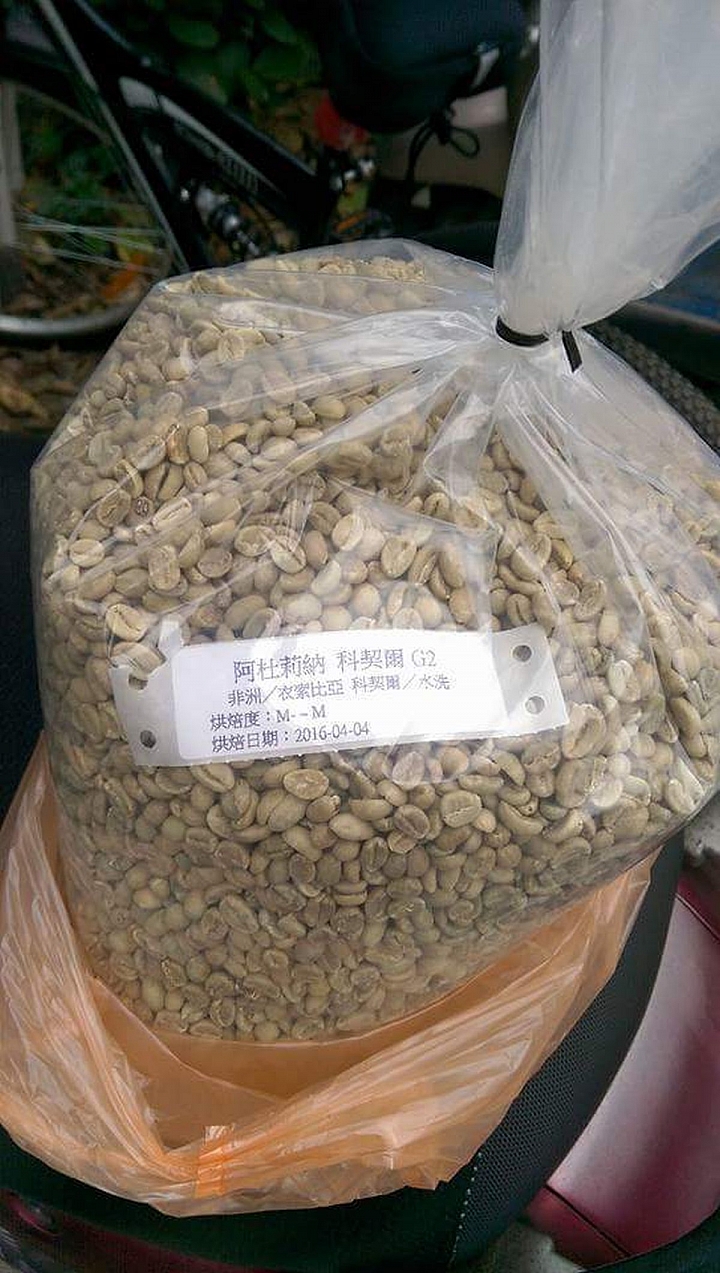 阿杜莉納 科契爾 G2
非洲／衣索比亞 科契爾／水洗
烘焙度：M-~M
烘焙日期：2016-04-04